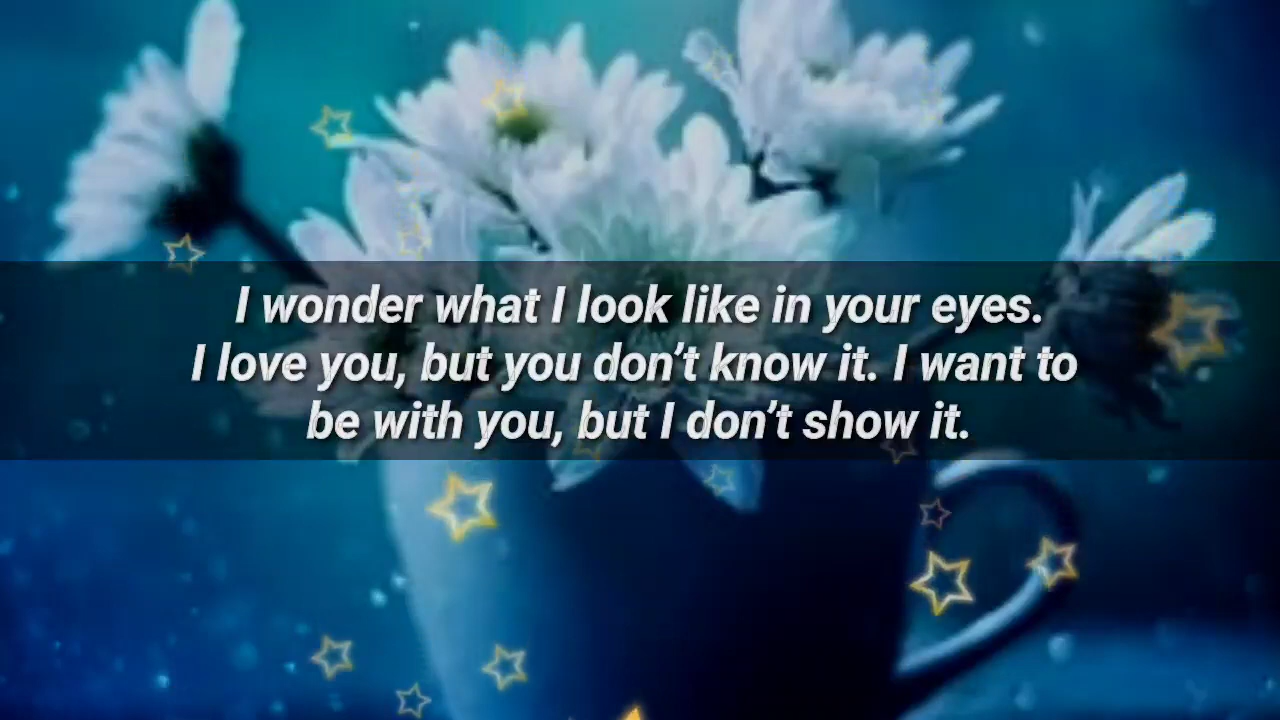 I wonder what I look like in your eyes.
I love you, but you don’t know it. I want to
be with you, but I don’t show it.